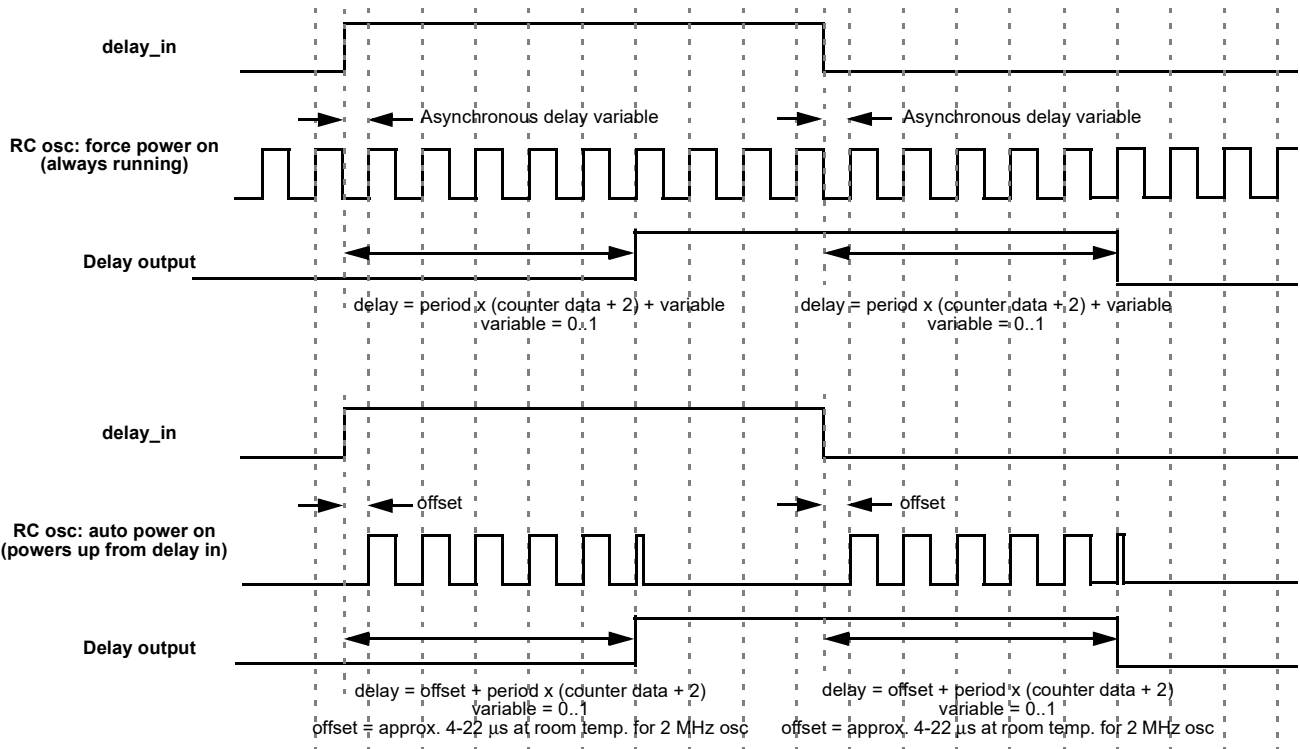 delay_in
Asynchronous delay variable
Asynchronous delay variable
RC osc: force power on
(always running)
Delay output
delay = period x (counter data + 2) + variable
variable = 0..1
delay = period x (counter data + 2) + variable
variable = 0..1
delay_in
offset
offset
RC osc: auto power on
(powers up from delay in)
Delay output
delay = offset + period x (counter data + 2)
variable = 0..1
offset = approx. 4-22 μs at room temp. for 2 MHz osc
delay = offset + period x (counter data + 2)
variable = 0..1
offset = approx. 4-22 μs at room temp. for 2 MHz osc